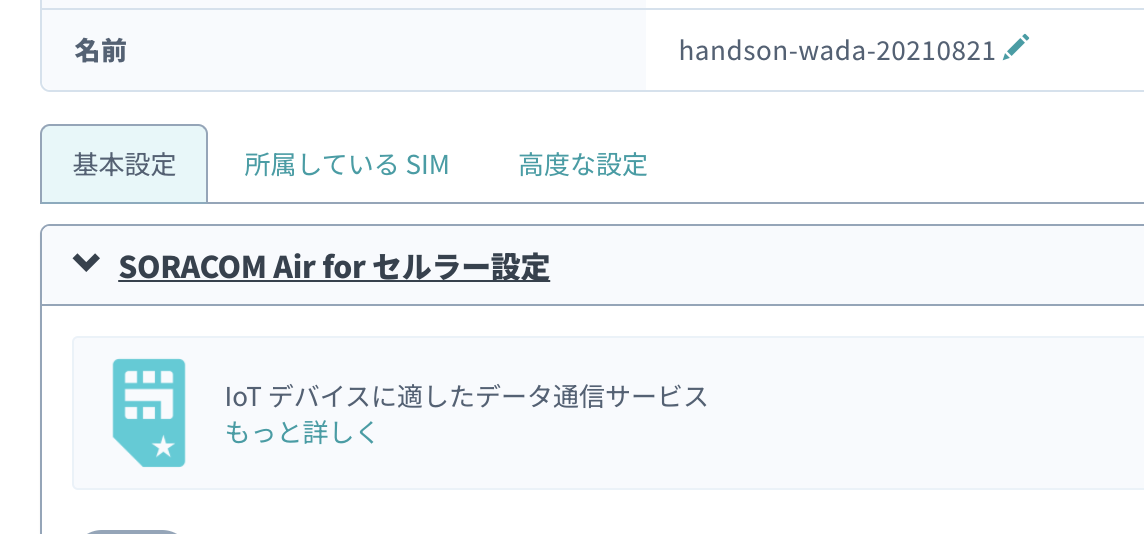 名前
handson-wada-20210821
基本設定
所属している SIM
高度な設定
SORACOM Air for セルラー設定
IoT デバイスに適したデータ通信サービス
もっと詳しく